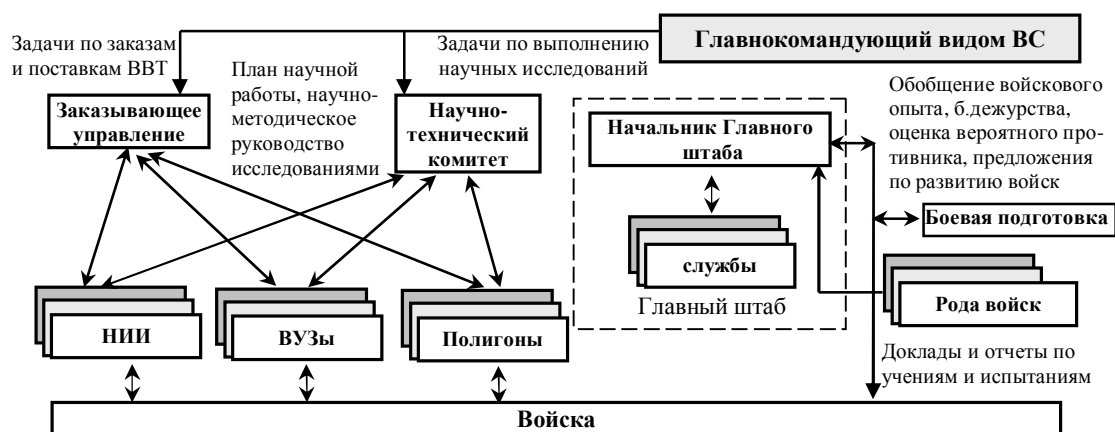 Главнокомандующий видом ВС
Задачи по заказам
и поставкам ВВТ
План научной
работы, научно-
методическое
руководство
исследованиями
Задачи по выполнению
научных исследований
Заказывающее
управление
Научно-
технический
комитет
Начальник Главного
штаба
службы
Главный штаб
Обобщение войскового
опыта, б.дежурства,
оценка вероятного про-
тивника, предложения
по развитию войск
Боевая подготовка
Рода войск
НИИ
ВУЗы
Полигоны
Доклады и отчеты по
учениям и испытаниям
Войска